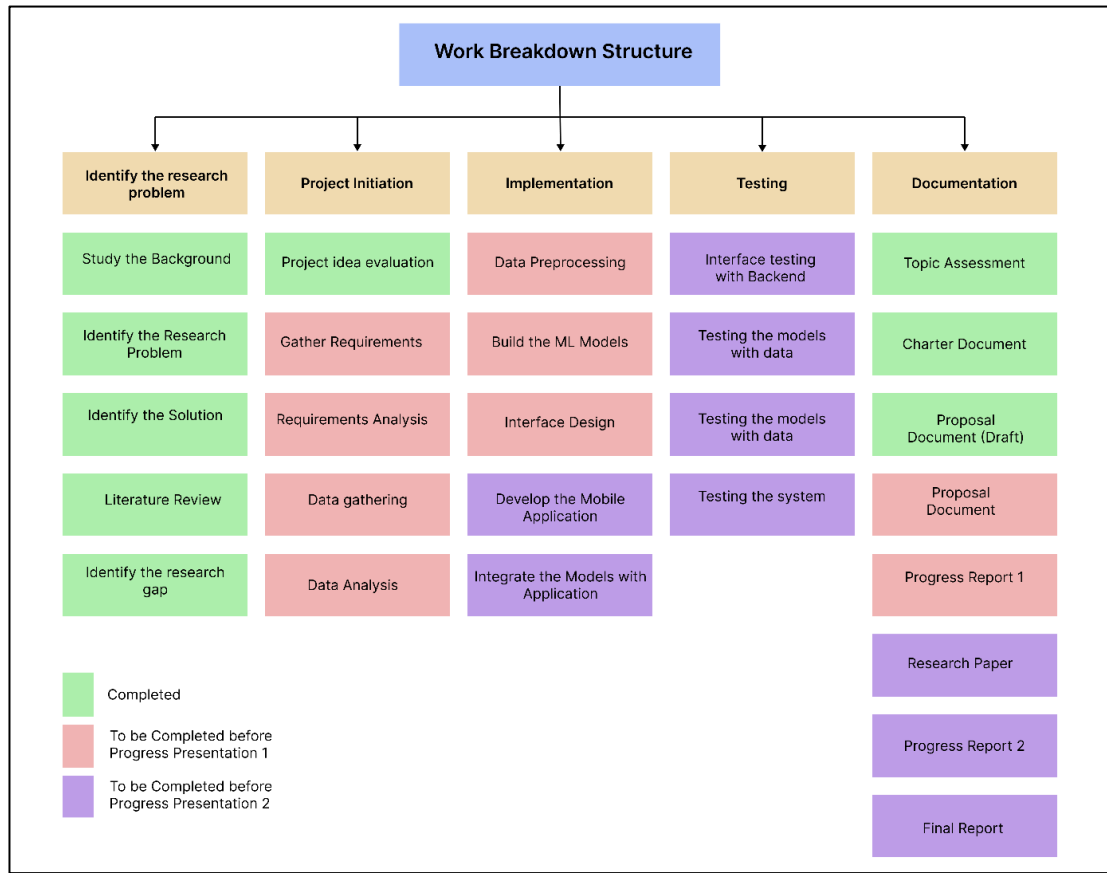 Work Breakdown Structure
Identify the research
problem
Project Initiation
Implementation
Testing
Documentation
Study the Background
Identify the Research
Problem
Identify the Solution
Literature Review
Identify the research
gap
Project idea evaluation
Gather Requirements
Requirements Analysis
Data gathering
Data Analysis
Data Preprocessing
Build the ML Models
Interface Design
Develop the Mobile
Application
Integrate the Models with
Application
Interface testing
with Backend
Testing the models
with data
Testing the models
with data
Testing the system
Topic Assessment
Charter Document
Proposal
Document (Draft)
Proposal
Document
Progress Report 1
Research Paper
Progress Report 2
Final Report
Completed
To be Completed before
Progress Presentation 1
To be Completed before
Progress Presentation 2